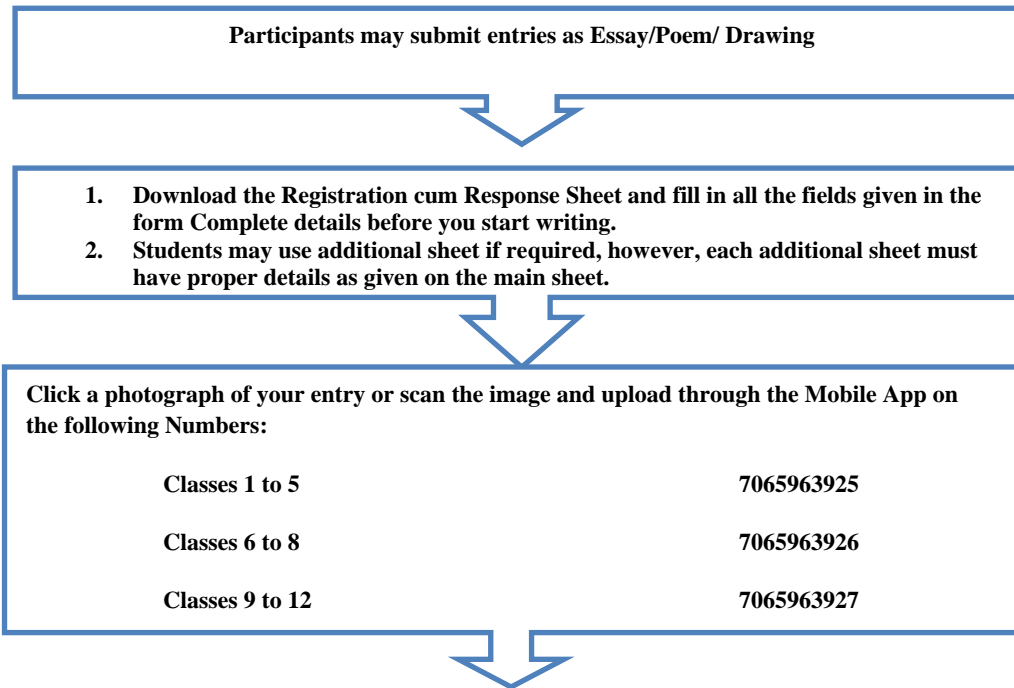 Participants may submit entries as Essay/Poem/ Drawing
1. Download the Registration cum Response Sheet and fill in all the fields given in the
form Complete details before you start writing.
2. Students may use additional sheet if required, however, each additional sheet must
have proper details as given on the main sheet.
Click a photograph of your entry or scan the image and upload through the Mobile App on
the following Numbers:
Classes 1 to 5 7065963925
Classes 6 to 8 7065963926
Classes 9 to 12 7065963927